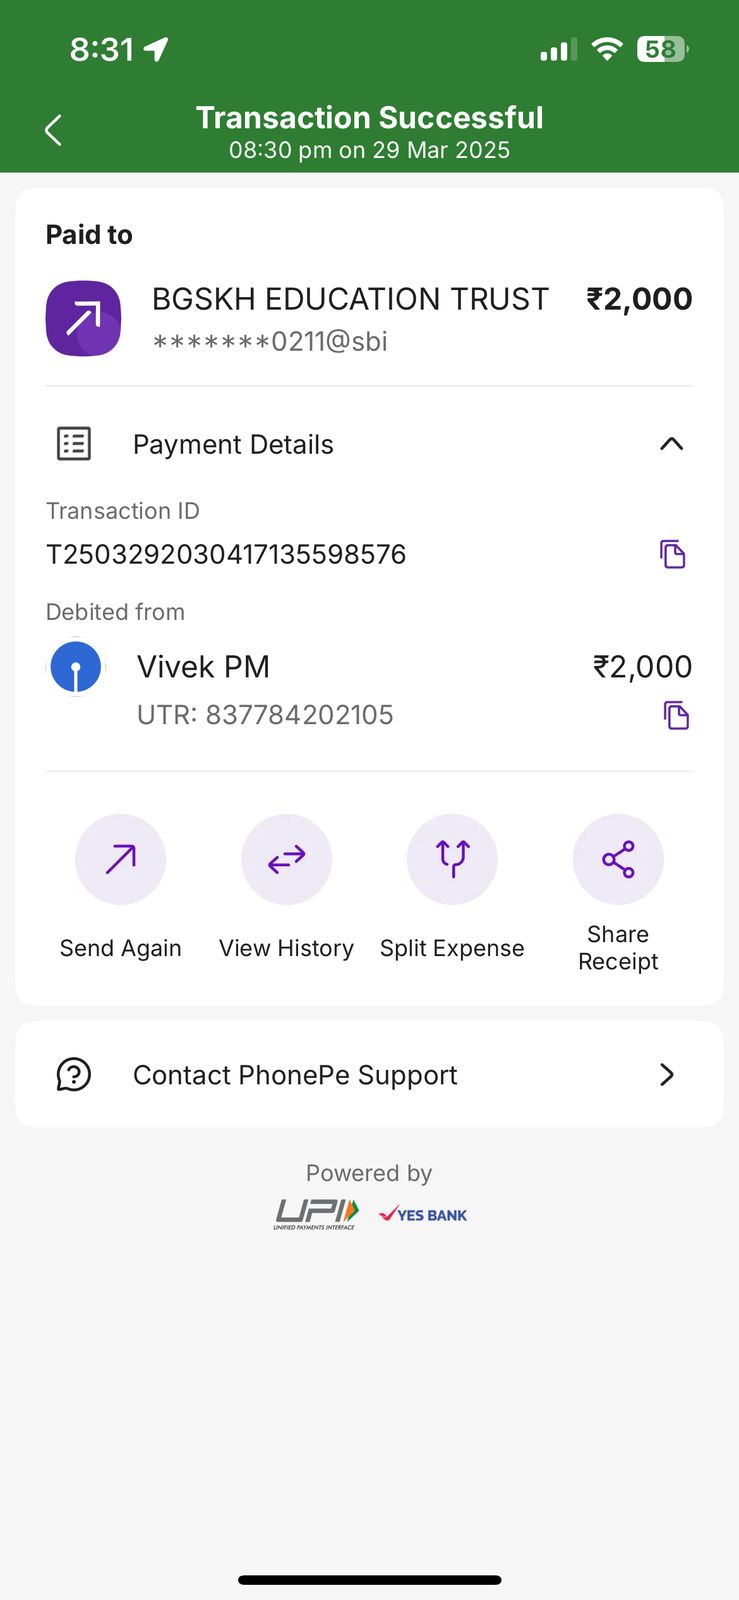 8:31
58
Transaction Successful
08:30 pm on 29 Mar 2025
Paid to
BGSKH EDUCATION TRUST ₹2,000
*******0211@sbi
Payment Details
Transaction ID
T2503292030417135598576
Debited from
Vivek PM ₹2,000
UTR: 837784202105
Send Again
View History
Split Expense
Share
Receipt
Contact PhonePe Support
Powered by
UPI
UNIFIED PAYMENTS INTERFACE
YES BANK